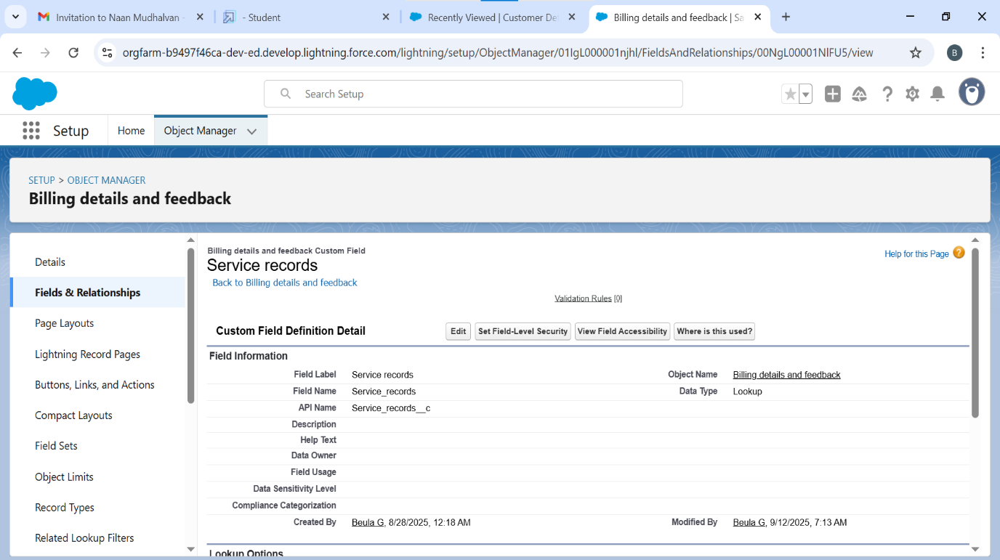 Invitation to Naan Mudhalvan -
- Student
Recently Viewed | Customer De
Billing details and feedback | Sa
orgfarm-b9497f46ca-dev-ed.develop.lightning.force.com/lightning/setup/ObjectManager/01IgL000001njhl/FieldsAndRelationships/00NgL00001NlFU5/view
B
Search Setup
Setup
Home
Object Manager
SETUP > OBJECT MANAGER
Billing details and feedback
Details
Fields & Relationships
Page Layouts
Lightning Record Pages
Buttons, Links, and Actions
Compact Layouts
Field Sets
Object Limits
Record Types
Related Lookup Filters
Billing details and feedback Custom Field
Service records
Back to Billing details and feedback
Help for this Page
Validation Rules [0]
Custom Field Definition Detail
Edit
Set Field-Level Security
View Field Accessibility
Where is this used?
Field Information
Field Label Service records Object Name Billing details and feedback
Field Name Service_records Data Type Lookup
API Name Service_records__c
Description
Help Text
Data Owner
Field Usage
Data Sensitivity Level
Compliance Categorization
Created By Beula G, 8/28/2025, 12:18 AM Modified By Beula G, 9/12/2025, 7:13 AM
Lookup Options